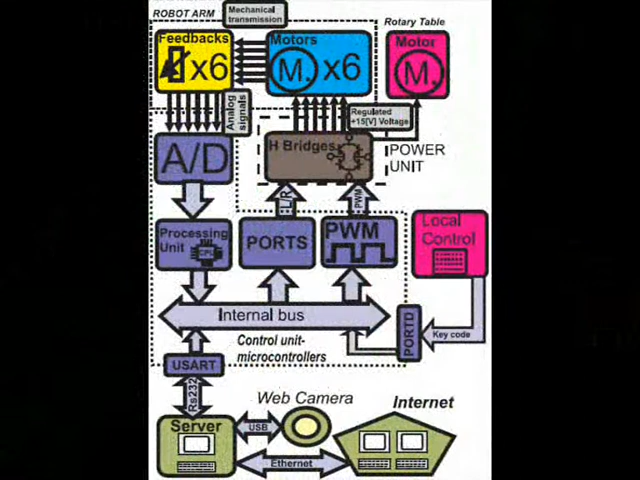 Mechanical
transmission
ROBOT ARM
Rotary Table
Feedbacks
x6
Motors
M.
x6
Motor
M.
Analog
signals
Regulated
+15[V] Voltage
A/D
H Bridges
POWER
UNIT
L/R
PWM
Processing
Unit
CPU
PORTS
PWM
Local
Control
Internal bus
PORTD
Key code
Control unit-
microcontrollers
USART
Rs232
Web Camera
Internet
Server
USB
Ethernet